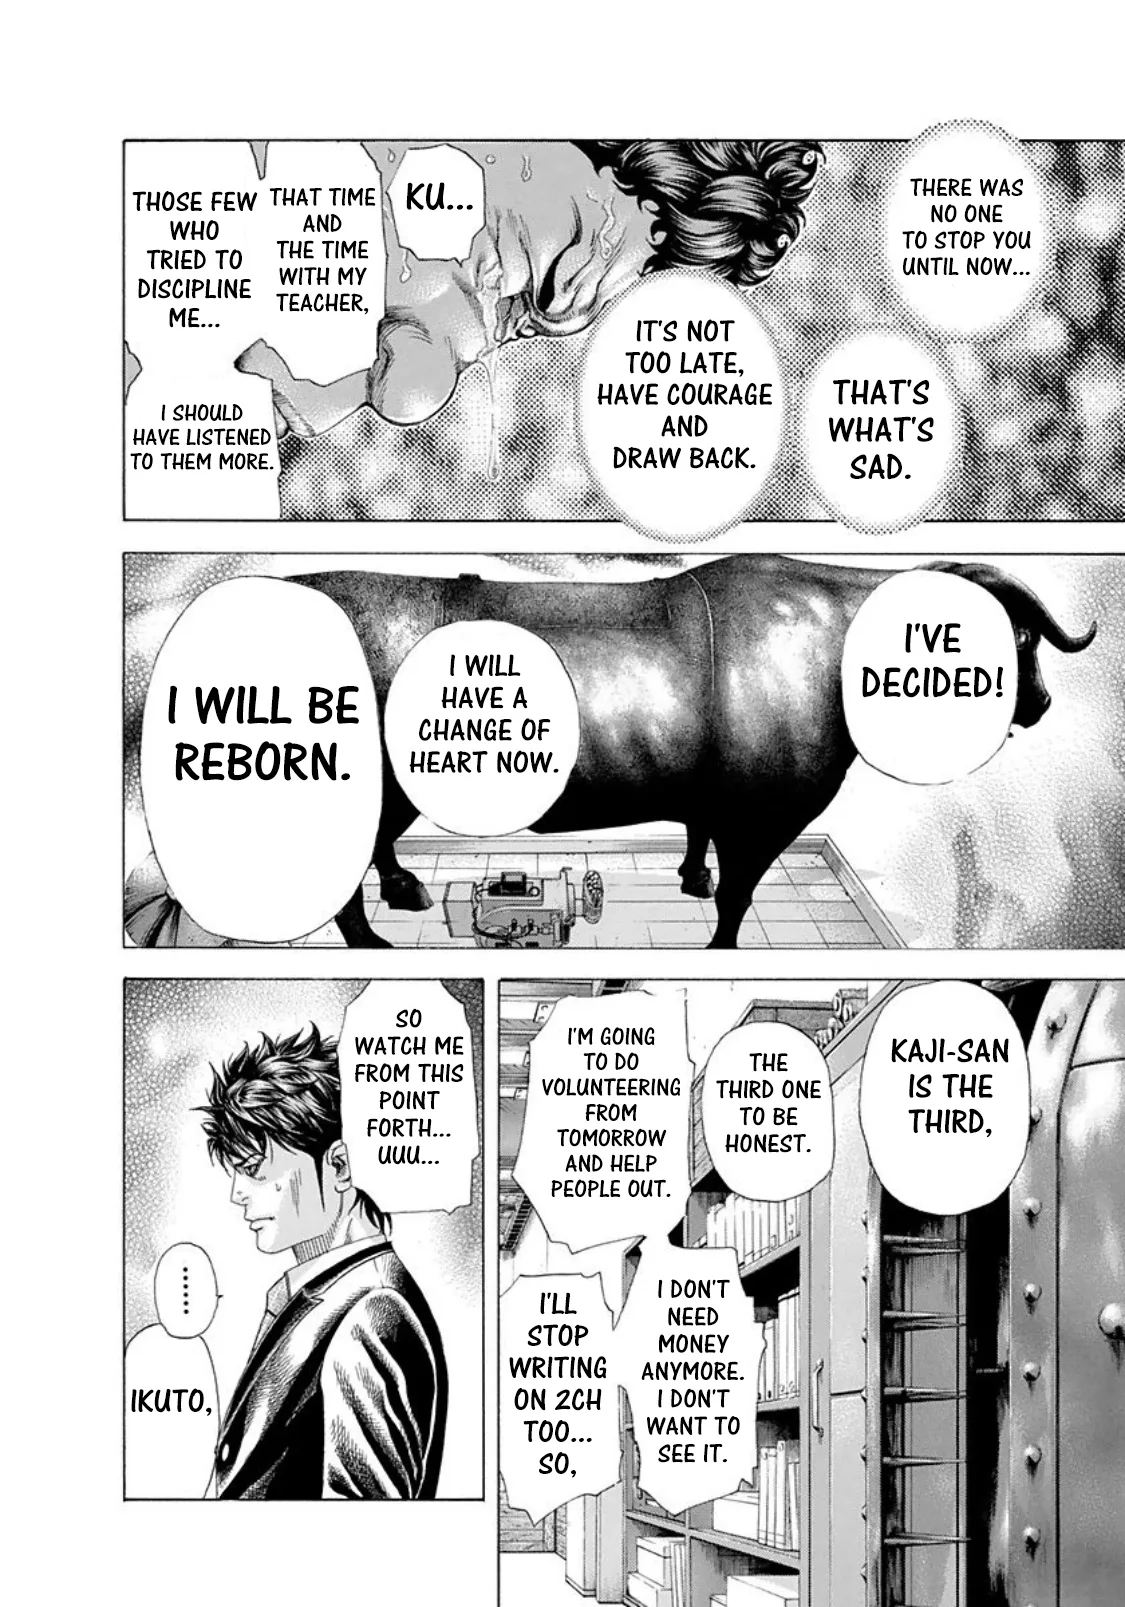 THERE WAS
NO ONE
TO STOP YOU
UNTIL NOW...
THAT'S
WHAT'S
SAD.
IT'S NOT
TOO LATE,
HAVE COURAGE
AND
DRAW BACK.
KU...
THAT TIME
AND
THE TIME
WITH MY
TEACHER,
THOSE FEW
WHO
TRIED TO
DISCIPLINE
ME...
I SHOULD
HAVE LISTENED
TO THEM MORE.
I'VE
DECIDED!
I WILL
HAVE A
CHANGE OF
HEART NOW.
I WILL BE
REBORN.
KAJI-SAN
IS THE
THIRD,
THE
THIRD ONE
TO BE
HONEST.
I'M GOING
TO DO
VOLUNTEERING
FROM
TOMORROW
AND HELP
PEOPLE OUT.
I DON'T
NEED
MONEY
ANYMORE.
I DON'T
WANT TO
SEE IT.
I'LL
STOP
WRITING
ON 2CH
TOO...
SO,
SO
WATCH ME
FROM THIS
POINT
FORTH...
UUU...
......
IKUTO,